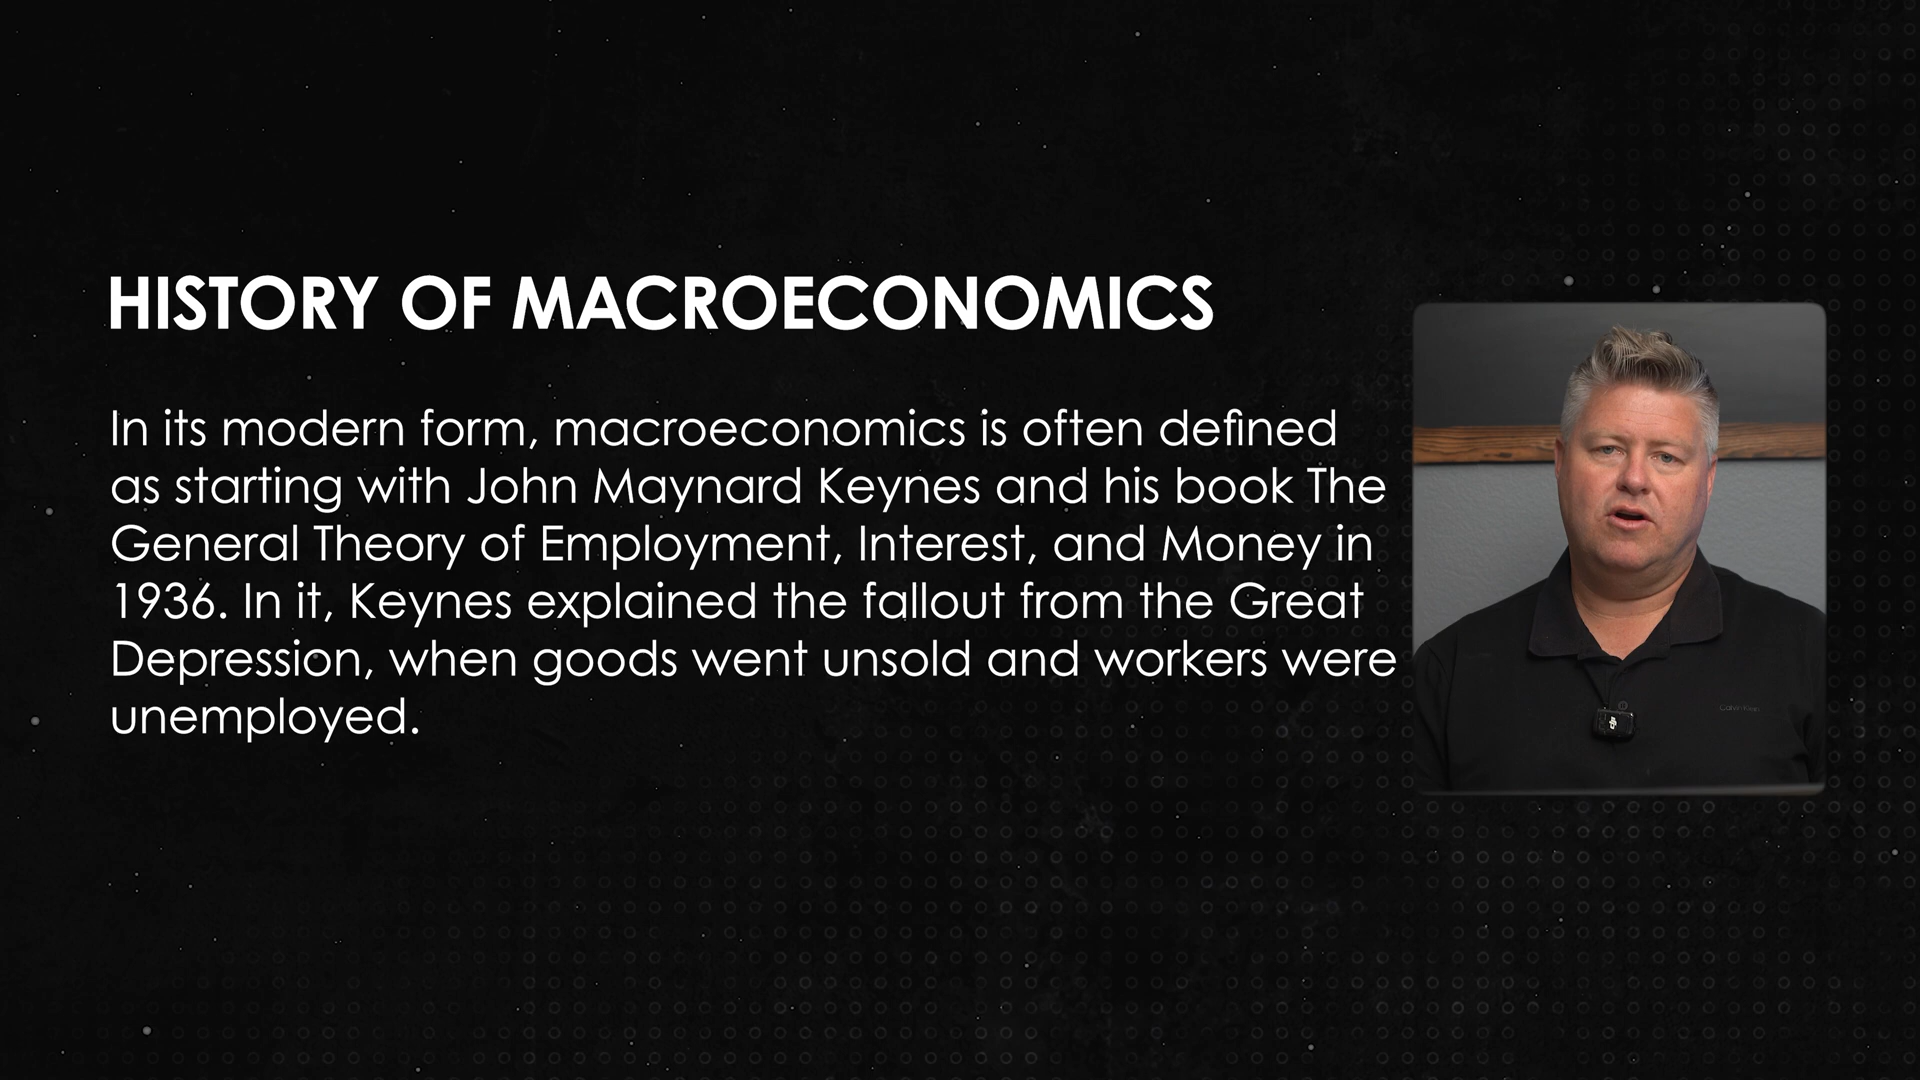 HISTORY OF MACROECONOMICS
In its modern form, macroeconomics is often defined
as starting with John Maynard Keynes and his book The
General Theory of Employment, Interest, and Money in
1936. In it, Keynes explained the fallout from the Great
Depression, when goods went unsold and workers were
unemployed.
Calvin Klein